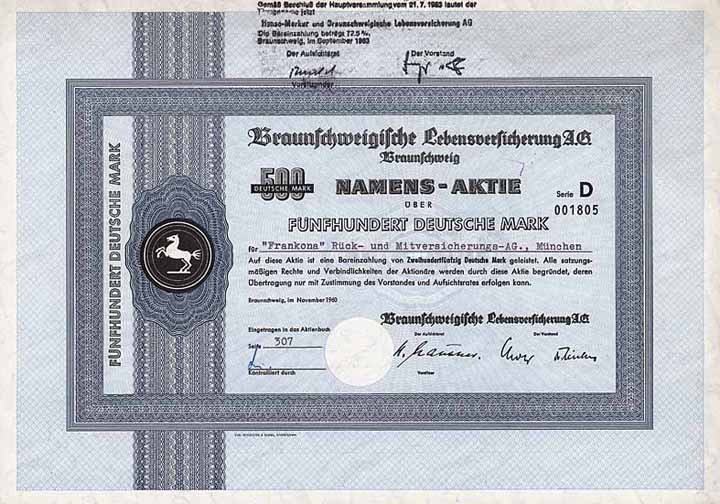 Gemäß Beschluß der Hauptversammlung vom 21. 7. 1983 lautet der
jetzt
Hanse-Merkur und Braunschweigische Lebensversicherung AG
Die Bareinzahlung beträgt 72,5 %.
Braunschweig, im September 1983
Der Aufsichtsrat Der Vorstand
Vorsitzender
Braunschweigische Lebensversicherung A.G
Braunschweig
500
DEUTSCHE MARK
NAMENS-AKTIE
ÜBER
FÜNFHUNDERT DEUTSCHE MARK
Serie D
001805
für "Frankona" Rück- und Mitversicherungs-AG., München
Auf diese Aktie ist eine Bareinzahlung von Zweihundertfünfzig Deutsche Mark geleistet. Alle satzungs-
mäßigen Rechte und Verbindlichkeiten der Aktionäre werden durch diese Aktie begründet, deren
Übertragung nur mit Zustimmung des Vorstandes und Aufsichtsrates erfolgen kann.
Braunschweig, im November 1960
Braunschweigische Lebensversicherung A.G
Eingetragen in das Aktienbuch
Der Aufsichtsrat Der Vorstand
Seite 307
Vorsitzer
Kontrolliert durch
FÜNFHUNDERT DEUTSCHE MARK